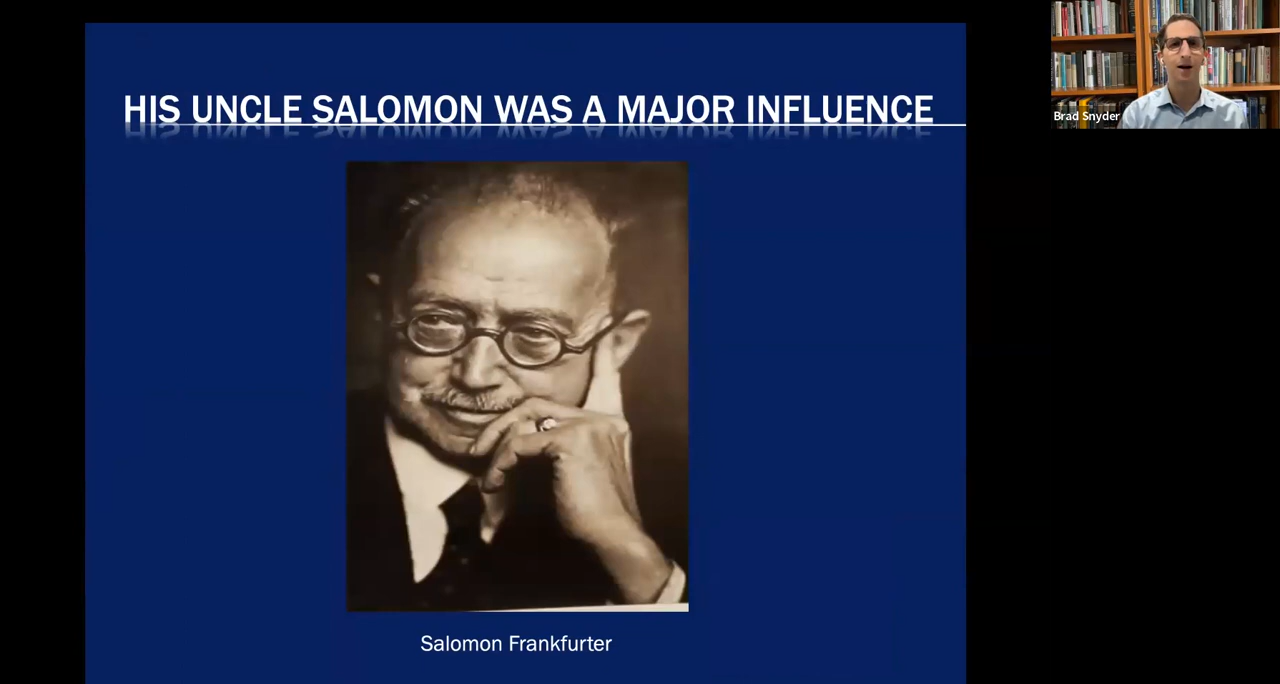 HIS UNCLE SALOMON WAS A MAJOR INFLUENCE
Brad Snyder
Salomon Frankfurter